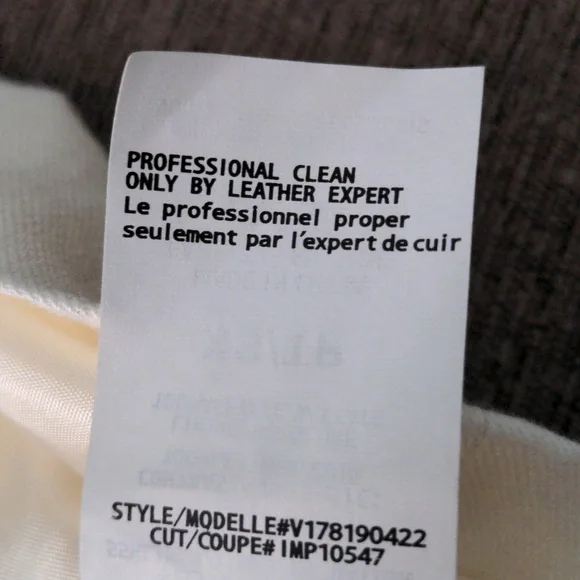 PROFESSIONAL CLEAN
ONLY BY LEATHER EXPERT
Le professionnel proper
seulement par l'expert de cuir
STYLE/MODELLE#V178190422
CUT/COUPE# IMP10547